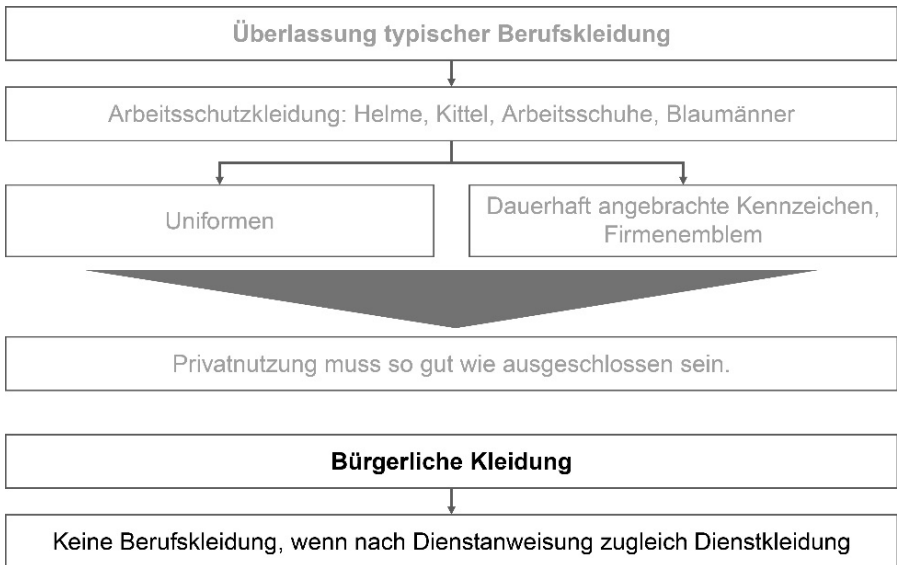 Überlassung typischer Berufskleidung
Arbeitsschutzkleidung: Helme, Kittel, Arbeitsschuhe, Blaumänner
Uniformen
Dauerhaft angebrachte Kennzeichen,
Firmenemblem
Privatnutzung muss so gut wie ausgeschlossen sein.
Bürgerliche Kleidung
Keine Berufskleidung, wenn nach Dienstanweisung zugleich Dienstkleidung